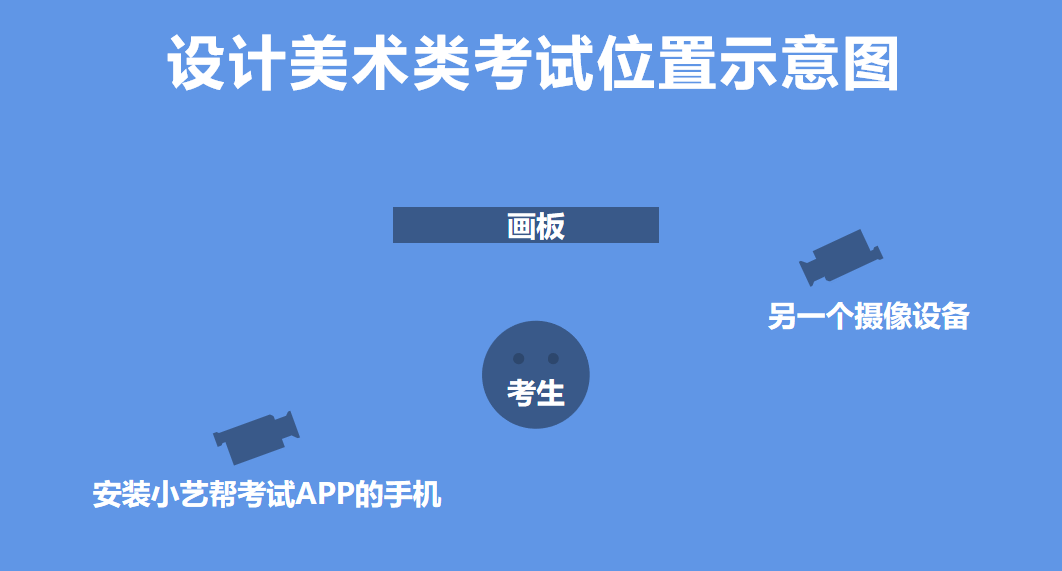 设计美术类考试位置示意图
画板
另一个摄像设备
考生
安装小艺帮考试APP的手机